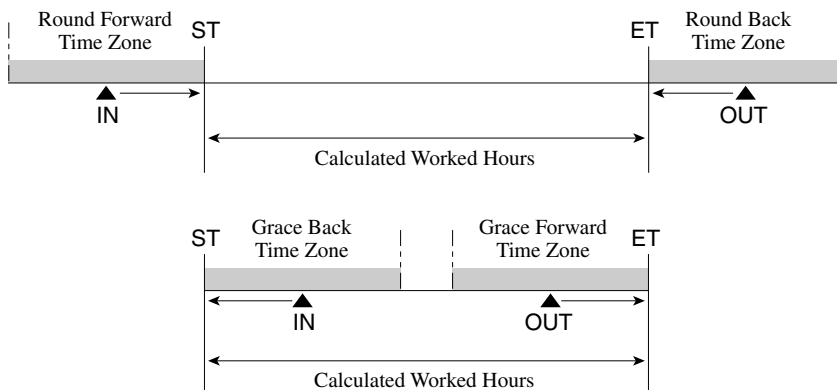 Round Forward
Time Zone
ST
ET
Round Back
Time Zone
IN
OUT
Calculated Worked Hours
ST
Grace Back
Time Zone
Grace Forward
Time Zone
ET
IN
OUT
Calculated Worked Hours